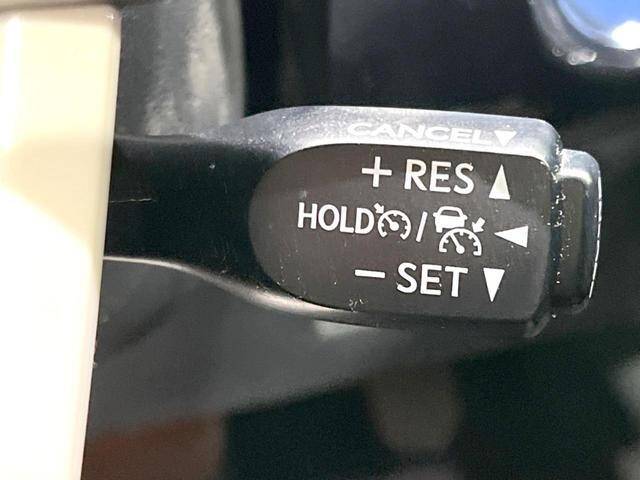 CANCEL▼
+ RES ▲
HOLD / ◀
− SET ▼